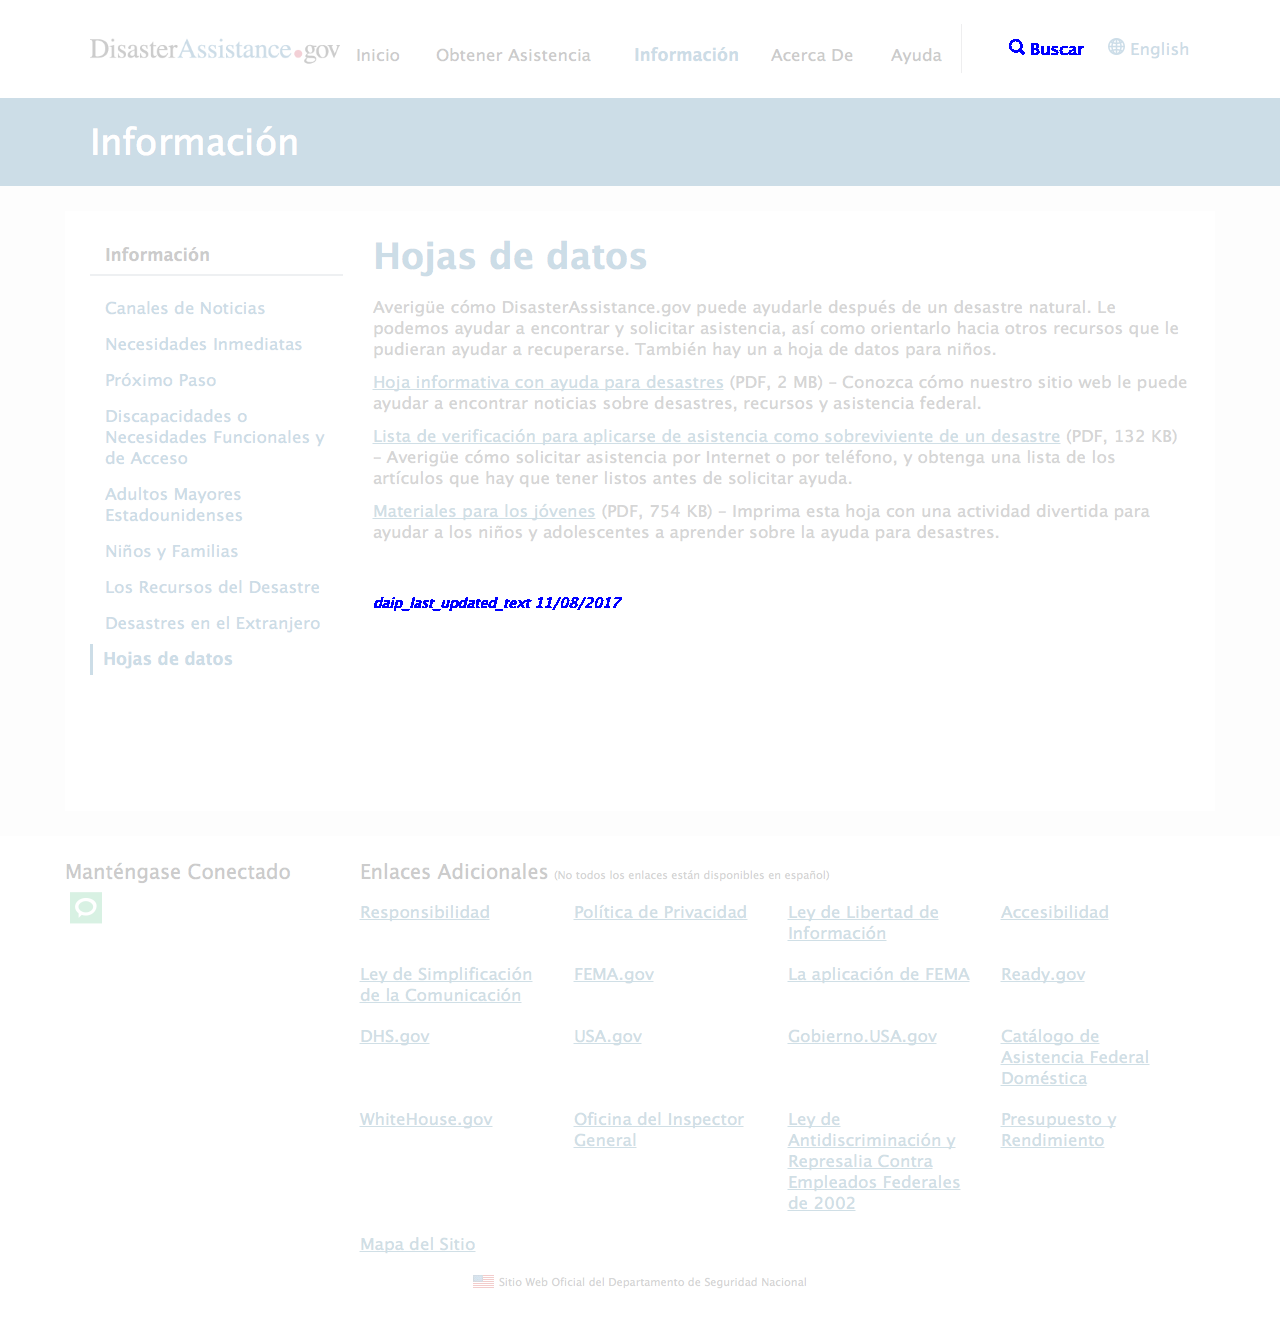 DisasterAssistance.gov
Inicio Obtener Asistencia Información Acerca De Ayuda Buscar English
Información
Información
Canales de Noticias
Necesidades Inmediatas
Próximo Paso
Discapacidades o
Necesidades Funcionales y
de Acceso
Adultos Mayores
Estadounidenses
Niños y Familias
Los Recursos del Desastre
Desastres en el Extranjero
Hojas de datos
Hojas de datos
Averigüe cómo DisasterAssistance.gov puede ayudarle después de un desastre natural. Le
podemos ayudar a encontrar y solicitar asistencia, así como orientarlo hacia otros recursos que le
pudieran ayudar a recuperarse. También hay un a hoja de datos para niños.
Hoja informativa con ayuda para desastres (PDF, 2 MB) – Conozca cómo nuestro sitio web le puede
ayudar a encontrar noticias sobre desastres, recursos y asistencia federal.
Lista de verificación para aplicarse de asistencia como sobreviviente de un desastre (PDF, 132 KB)
– Averigüe cómo solicitar asistencia por Internet o por teléfono, y obtenga una lista de los
artículos que hay que tener listos antes de solicitar ayuda.
Materiales para los jóvenes (PDF, 754 KB) – Imprima esta hoja con una actividad divertida para
ayudar a los niños y adolescentes a aprender sobre la ayuda para desastres.
daip_last_updated_text 11/08/2017
Manténgase Conectado
Enlaces Adicionales (No todos los enlaces están disponibles en español)
Responsibilidad
Política de Privacidad
Ley de Libertad de
Información
Accesibilidad
Ley de Simplificación
de la Comunicación
FEMA.gov
La aplicación de FEMA
Ready.gov
DHS.gov
USA.gov
Gobierno.USA.gov
Catálogo de
Asistencia Federal
Doméstica
WhiteHouse.gov
Oficina del Inspector
General
Ley de
Antidiscriminación y
Represalia Contra
Empleados Federales
de 2002
Presupuesto y
Rendimiento
Mapa del Sitio
Sitio Web Oficial del Departamento de Seguridad Nacional